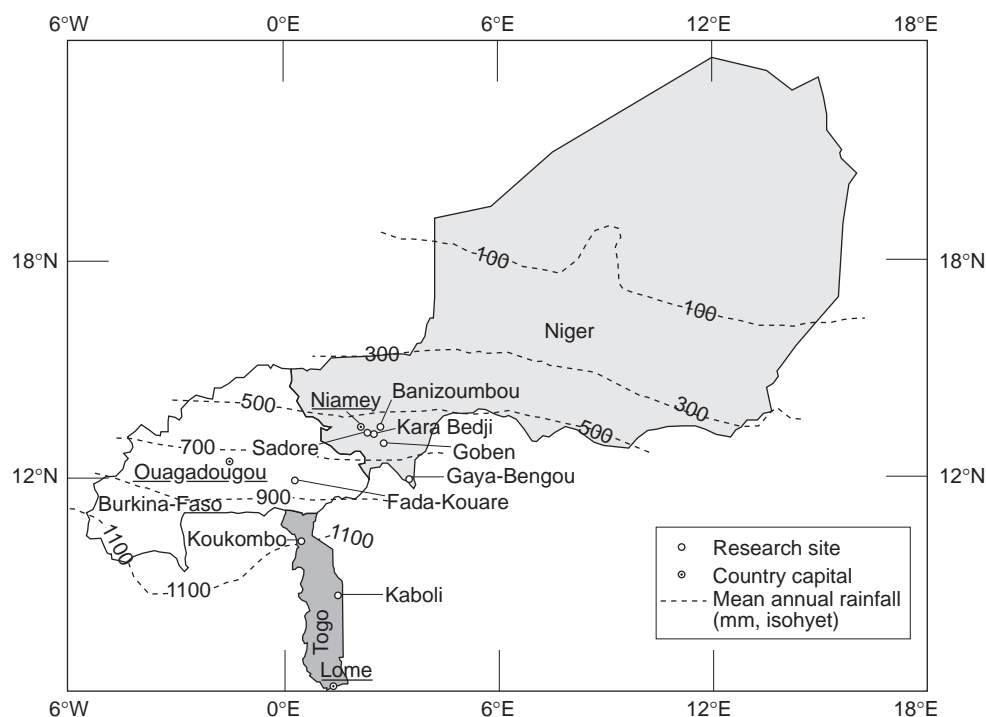 6°W 0°E 6°E 12°E 18°E
100
18°N 18°N
100
Niger
300
Banizoumbou
Niamey
500
300
Kara Bedji
500
700 Sadore
Goben
Ouagadougou
12°N Gaya-Bengou 12°N
900 Fada-Kouare
Burkina-Faso
1100
Koukombo 1100
Research site
Country capital
1100 Kaboli
Mean annual rainfall
(mm, isohyet)
Togo
Lome
6°W 0°E 6°E 12°E 18°E